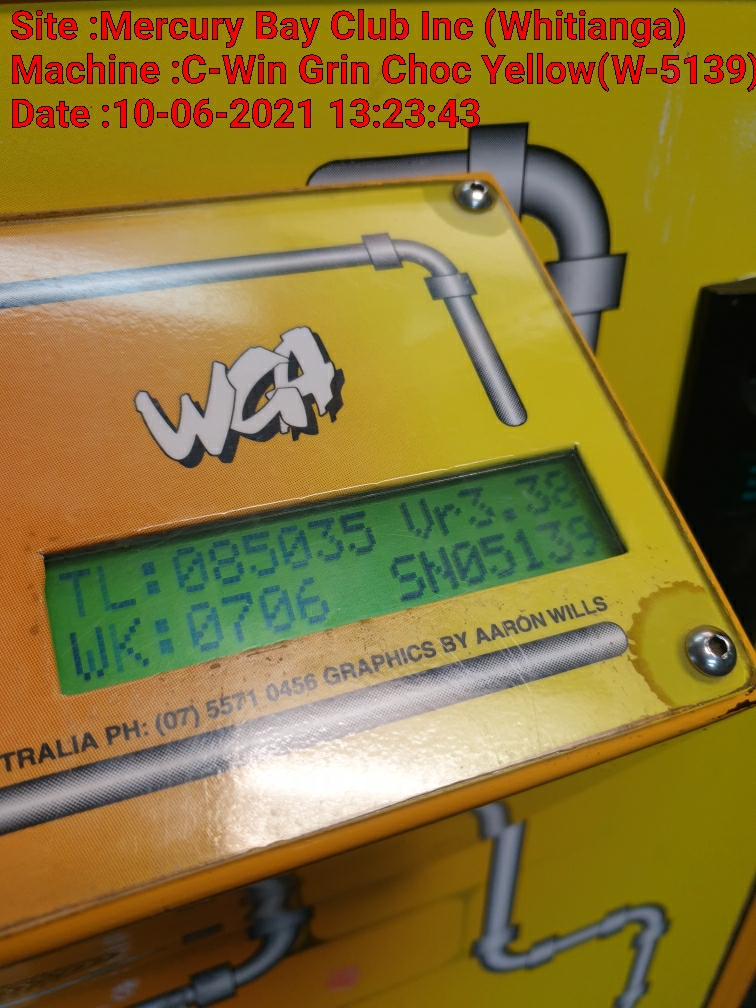 Site :Mercury Bay Club Inc (Whitianga)
Machine :C-Win Grin Choc Yellow(W-5139)
Date :10-06-2021 13:23:43
WGA
TL:085035 Vr3.38
WK:0706 SN05139
TRALIA PH: (07) 5571 0456 GRAPHICS BY AARON WILLS